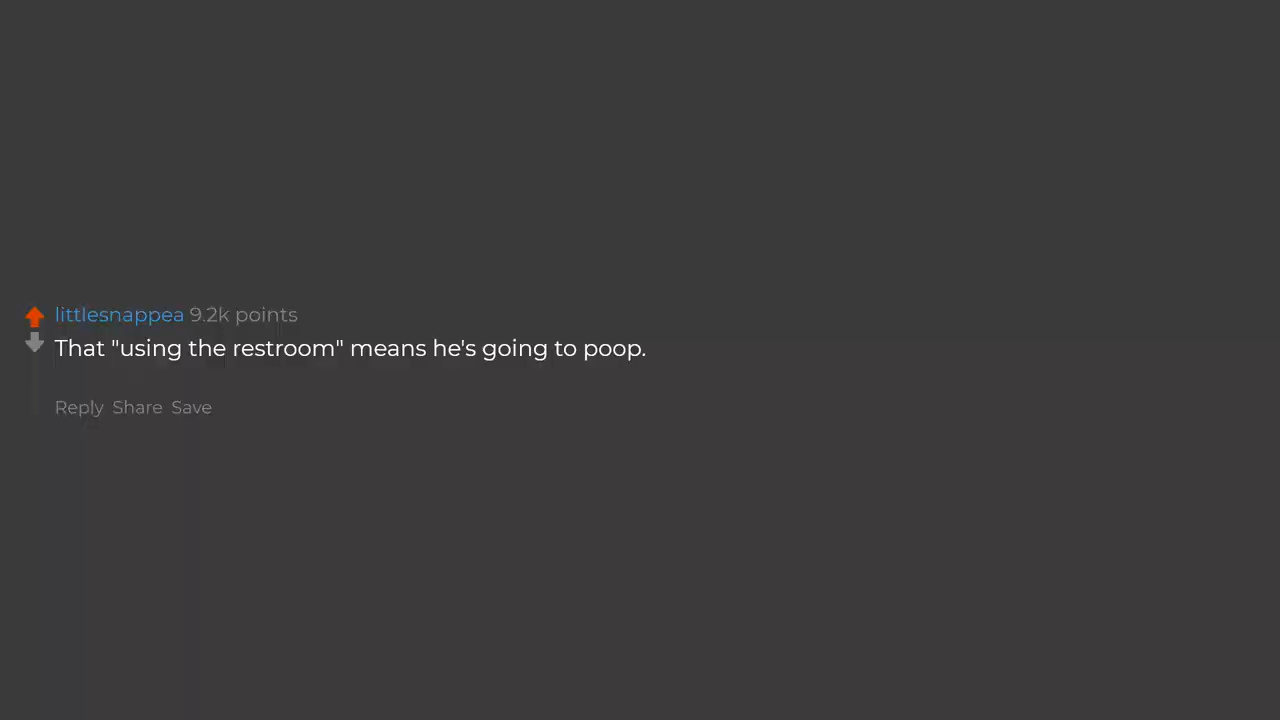 littlesnappea 9.2k points
That "using the restroom" means he's going to poop.
Reply Share Save